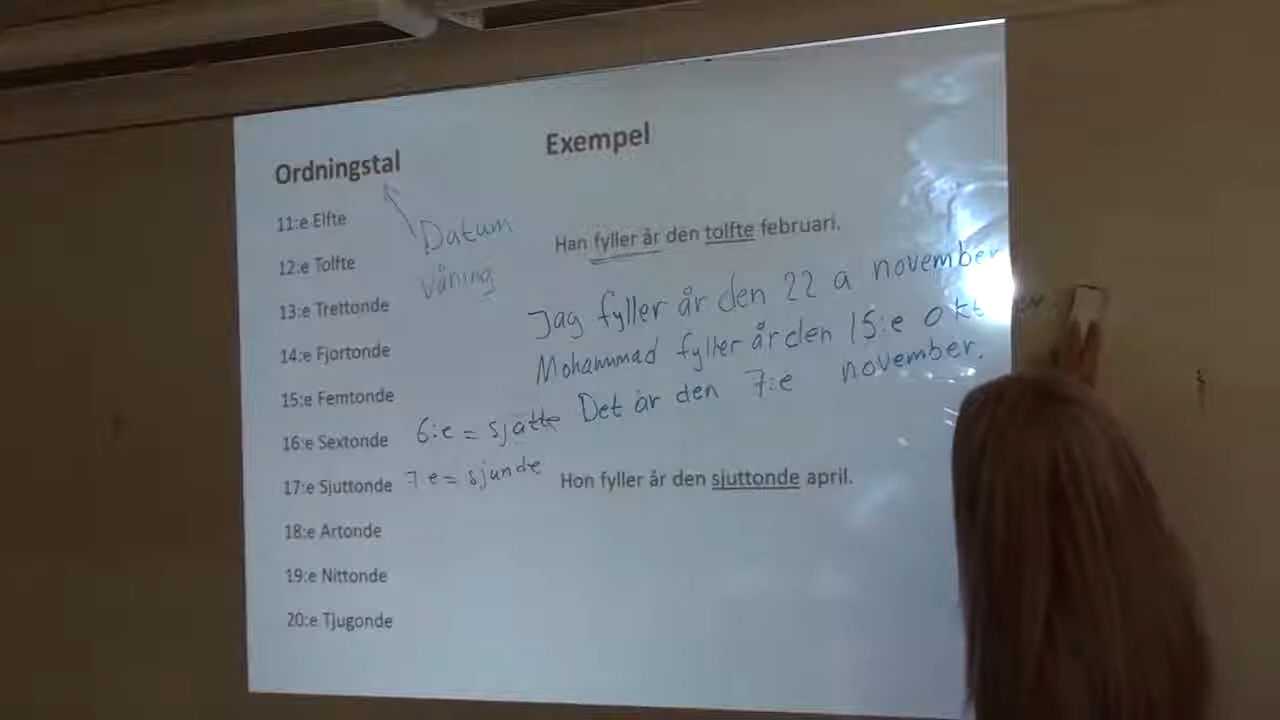 Ordningstal
Exempel
11:e Elfte
12:e Tolfte
13:e Trettonde
14:e Fjortonde
15:e Femtonde
16:e Sextonde
17:e Sjuttonde
18:e Artonde
19:e Nittonde
20:e Tjugonde
Datum
våning
6:e = sjätte
7 e = sjunde
Han fyller år den tolfte februari.
Jag fyller år den 22 a november
Mohammad fyller år den 15:e
Det är den 7:e november.
Hon fyller år den sjuttonde april.